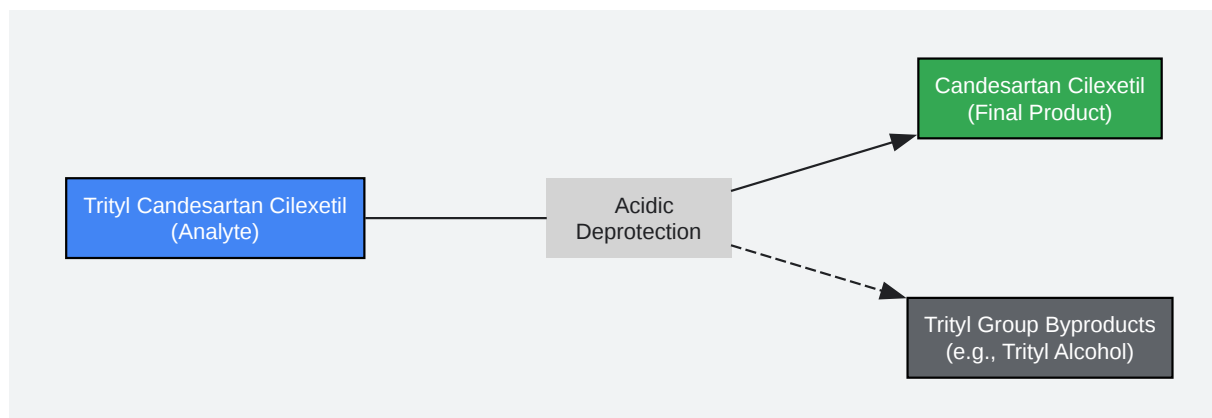 Trityl Candesartan Cilexetil
(Analyte)
Acidic
Deprotection
Candesartan Cilexetil
(Final Product)
Trityl Group Byproducts
(e.g., Trityl Alcohol)